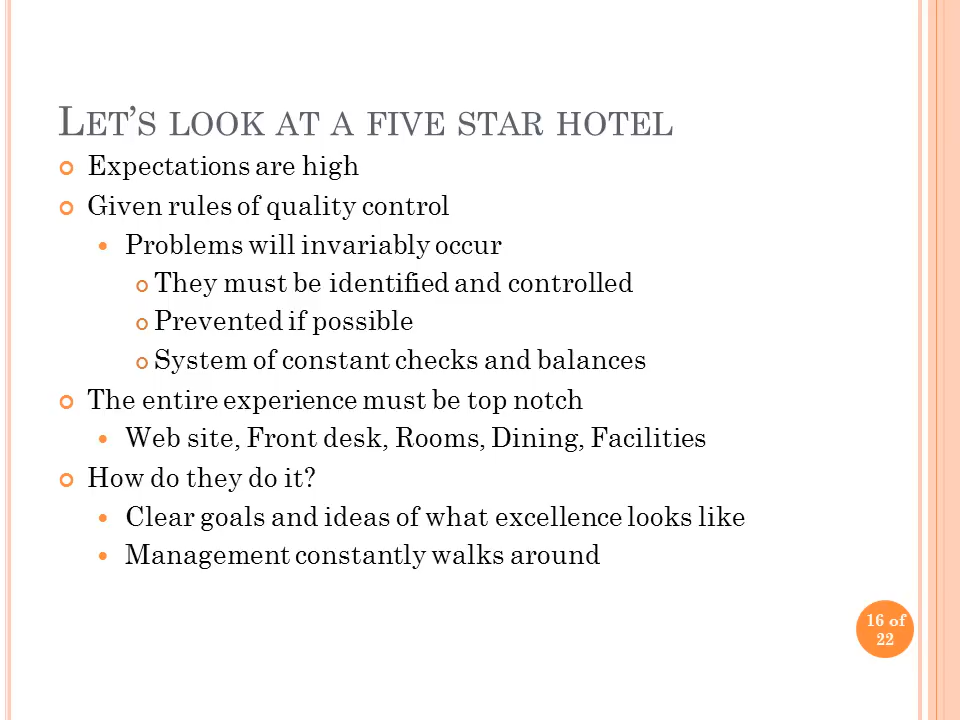 Let's look at a five star hotel
Expectations are high
Given rules of quality control
Problems will invariably occur
They must be identified and controlled
Prevented if possible
System of constant checks and balances
The entire experience must be top notch
Web site, Front desk, Rooms, Dining, Facilities
How do they do it?
Clear goals and ideas of what excellence looks like
Management constantly walks around
16 of
22